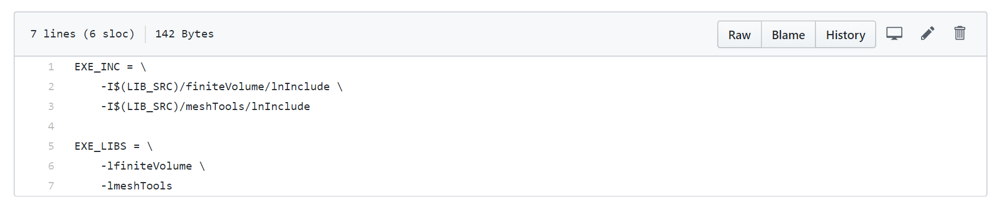 7 lines (6 sloc) 142 Bytes Raw Blame History
1 EXE_INC = \
2 -I$(LIB_SRC)/finiteVolume/lnInclude \
3 -I$(LIB_SRC)/meshTools/lnInclude
4
5 EXE_LIBS = \
6 -lfiniteVolume \
7 -lmeshTools